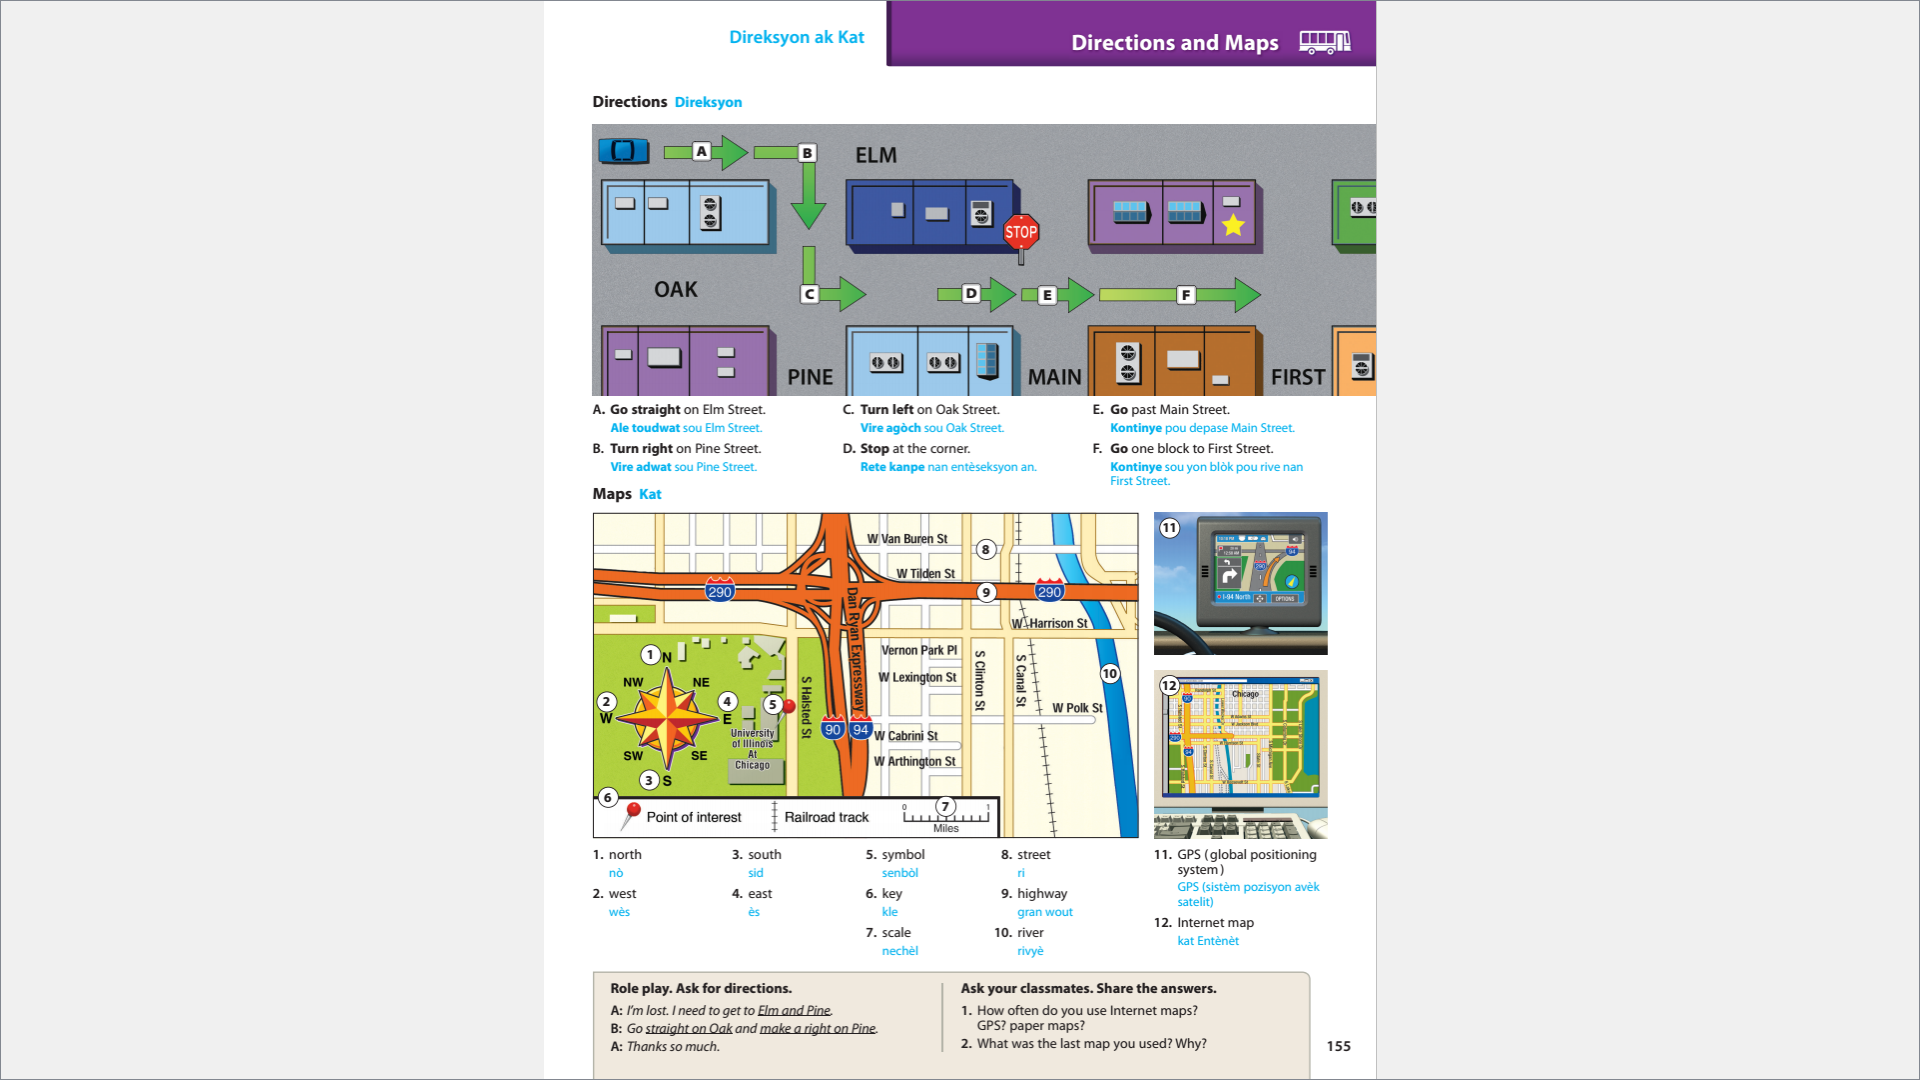 Direksyon ak Kat
Directions and Maps
Directions Direksyon
A
B
ELM
STOP
OAK
C
D
E
F
PINE
MAIN
FIRST
A. Go straight on Elm Street.
Ale toudwat sou Elm Street.
B. Turn right on Pine Street.
Vire adwat sou Pine Street.
C. Turn left on Oak Street.
Vire agòch sou Oak Street.
D. Stop at the corner.
Rete kanpe nan entèseksyon an.
E. Go past Main Street.
Kontinye pou depase Main Street.
F. Go one block to First Street.
Kontinye sou yon blòk pou rive nan
First Street.
Maps Kat
W Van Buren St
8
W Tilden St
290
9
290
Dan Ryan Expressway
W Harrison St
1
N
NW
NE
2
W
4
E
5
SW
SE
3
S
University
of Illinois
At
Chicago
S Halsted St
90
94
Vernon Park Pl
W Lexington St
S Clinton St
S Canal St
10
W Polk St
W Cabrini St
W Arthington St
6
Point of interest
Railroad track
0
7
1
Miles
11
94
290
I-94 North
OPTIONS
12
Chicago
1. north
nò
2. west
wès
3. south
sid
4. east
ès
5. symbol
senbòl
6. key
kle
7. scale
nechèl
8. street
ri
9. highway
gran wout
10. river
rivyè
11. GPS (global positioning
system)
GPS (sistèm pozisyon avèk
satelit)
12. Internet map
kat Entènèt
Role play. Ask for directions.
A: I'm lost. I need to get to Elm and Pine.
B: Go straight on Oak and make a right on Pine.
A: Thanks so much.
Ask your classmates. Share the answers.
1. How often do you use Internet maps?
GPS? paper maps?
2. What was the last map you used? Why?
155